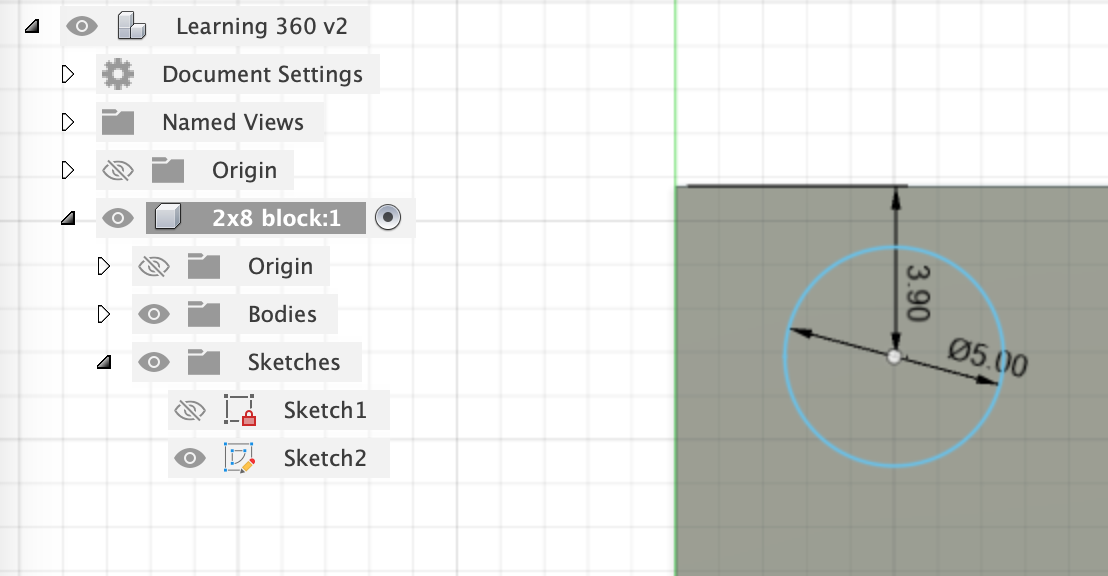 Learning 360 v2
Document Settings
Named Views
Origin
2x8 block:1
Origin
Bodies
Sketches
Sketch1
Sketch2
3.90
Ø5.00